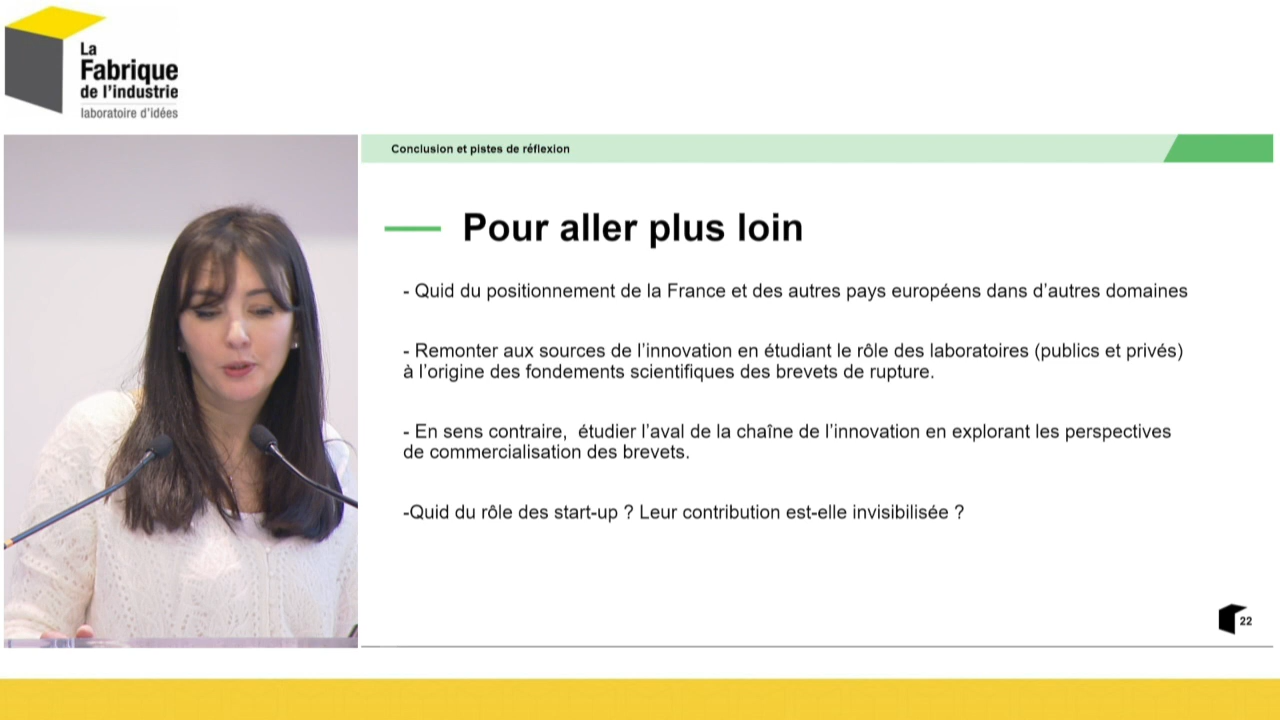 La
Fabrique
de l'industrie
laboratoire d'idées
Conclusion et pistes de réflexion
Pour aller plus loin
- Quid du positionnement de la France et des autres pays européens dans d'autres domaines
- Remonter aux sources de l'innovation en étudiant le rôle des laboratoires (publics et privés)
à l'origine des fondements scientifiques des brevets de rupture.
- En sens contraire,  étudier l'aval de la chaîne de l'innovation en explorant les perspectives
de commercialisation des brevets.
-Quid du rôle des start-up ? Leur contribution est-elle invisibilisée ?
22